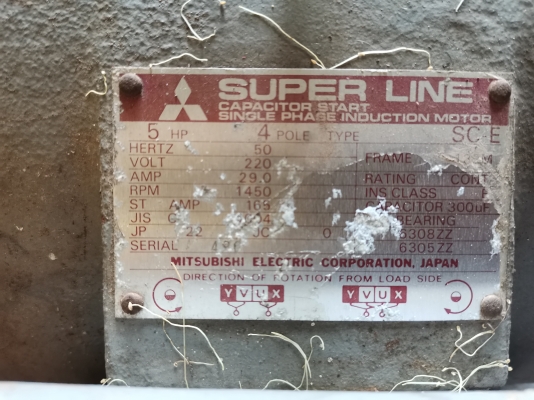 SUPER LINE
CAPACITOR START
SINGLE PHASE INDUCTION MOTOR
5 HP 4 POLE TYPE SC-E
HERTZ 50
VOLT 220 FRAME
AMP 29.0 RATING CONT
RPM 1450 INS CLASS E
ST AMP CAPACITOR 300uF
JIS BEARING
JP 22 6308ZZ
SERIAL 6305ZZ
MITSUBISHI ELECTRIC CORPORATION, JAPAN
DIRECTION OF ROTATION FROM LOAD SIDE
Y V U X Y V U X